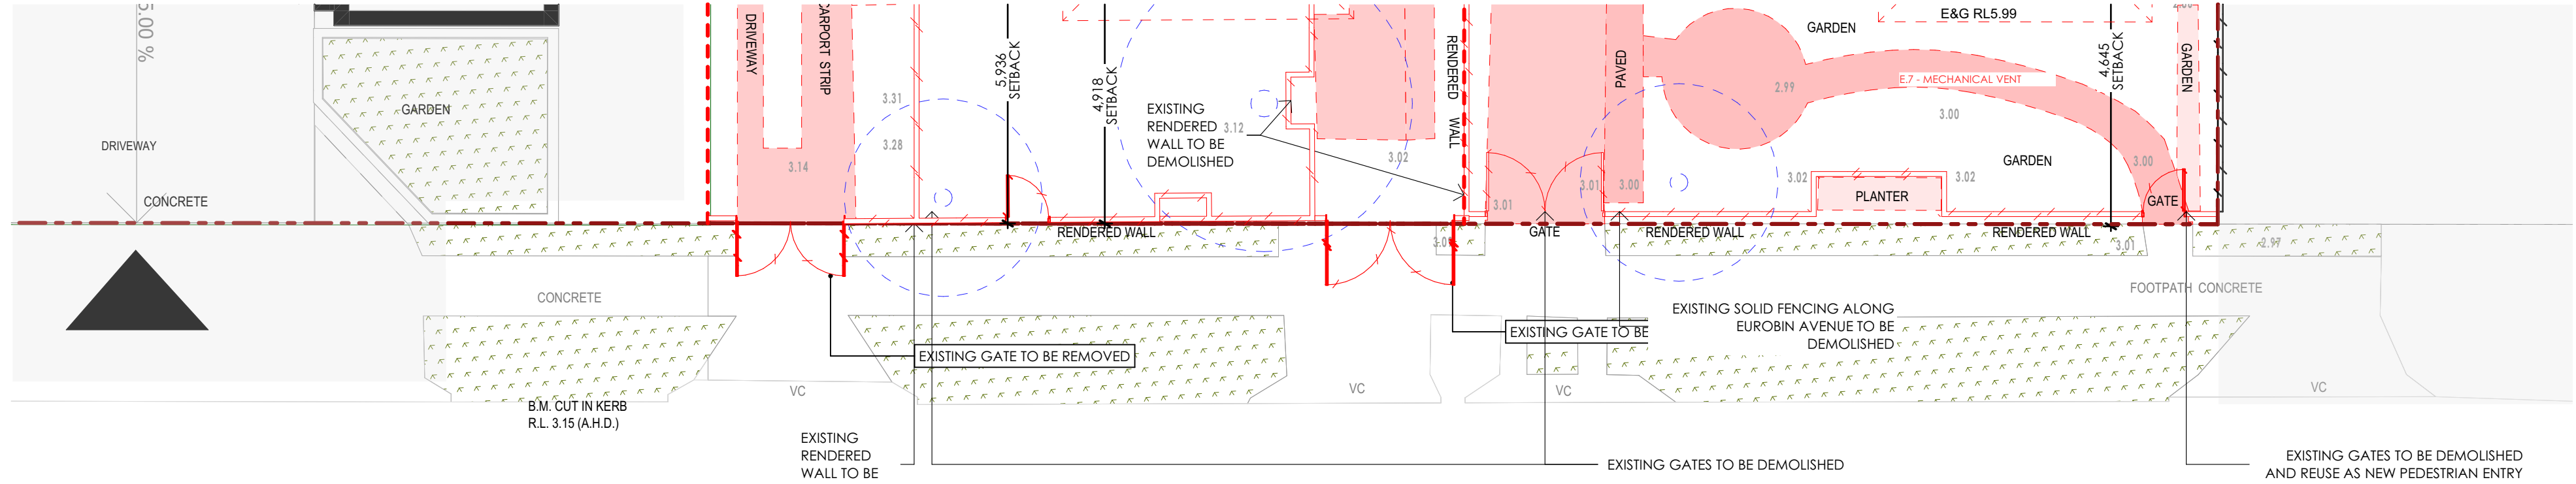 5.00 %
DRIVEWAY
CARPORT STRIP
3.31
3.28
3.14
5,936
SETBACK
4,918
SETBACK
EXISTING
RENDERED
WALL TO BE
DEMOLISHED
3.12
3.02
RENDERED WALL
PAVED
GARDEN
E&G RL5.99
2.99
E.7 - MECHANICAL VENT
3.00
GARDEN
4,645
SETBACK
GARDEN
GARDEN
DRIVEWAY
CONCRETE
3.01
3.01
3.00
3.02
PLANTER
3.02
3.00
GATE
RENDERED WALL
GATE
RENDERED WALL
RENDERED WALL
3.01
2.97
CONCRETE
FOOTPATH CONCRETE
EXISTING GATE TO BE REMOVED
EXISTING GATE TO BE
EXISTING SOLID FENCING ALONG
EUROBIN AVENUE TO BE
DEMOLISHED
VC
VC
VC
VC
B.M. CUT IN KERB
R.L. 3.15 (A.H.D.)
EXISTING
RENDERED
WALL TO BE
EXISTING GATES TO BE DEMOLISHED
EXISTING GATES TO BE DEMOLISHED
AND REUSE AS NEW PEDESTRIAN ENTRY